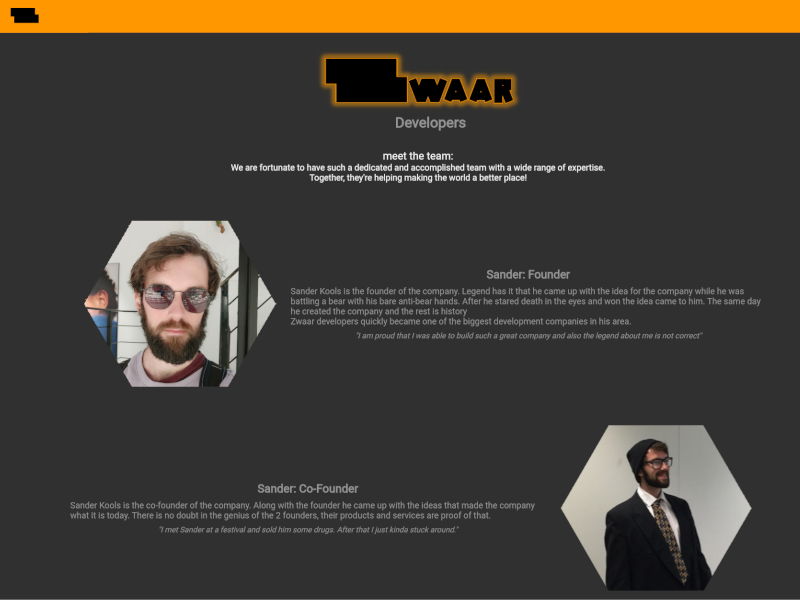 WAAR
Developers
meet the team:
We are fortunate to have such a dedicated and accomplished team with a wide range of expertise.
Together, they're helping making the world a better place!
Sander: Founder
Sander Kools is the founder of the company. Legend has it that he came up with the idea for the company while he was
battling a bear with his bare anti-bear hands. After he stared death in the eyes and won the idea came to him. The same day
he created the company and the rest is history
Zwaar developers quickly became one of the biggest development companies in his area.
"I am proud that I was able to build such a great company and also the legend about me is not correct"
Sander: Co-Founder
Sander Kools is the co-founder of the company. Along with the founder he came up with the ideas that made the company
what it is today. There is no doubt in the genius of the 2 founders, their products and services are proof of that.
"I met Sander at a festival and sold him some drugs. After that I just kinda stuck around."